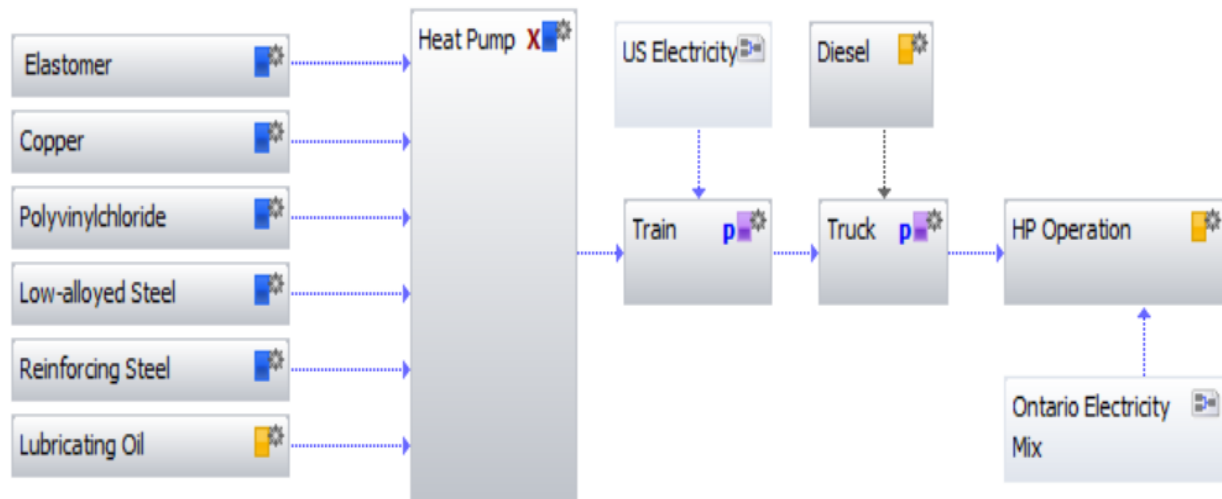 Elastomer
Copper
Polyvinylchloride
Low-alloyed Steel
Reinforcing Steel
Lubricating Oil
Heat Pump X
US Electricity
Diesel
Train p
Truck p
HP Operation
Ontario Electricity
Mix